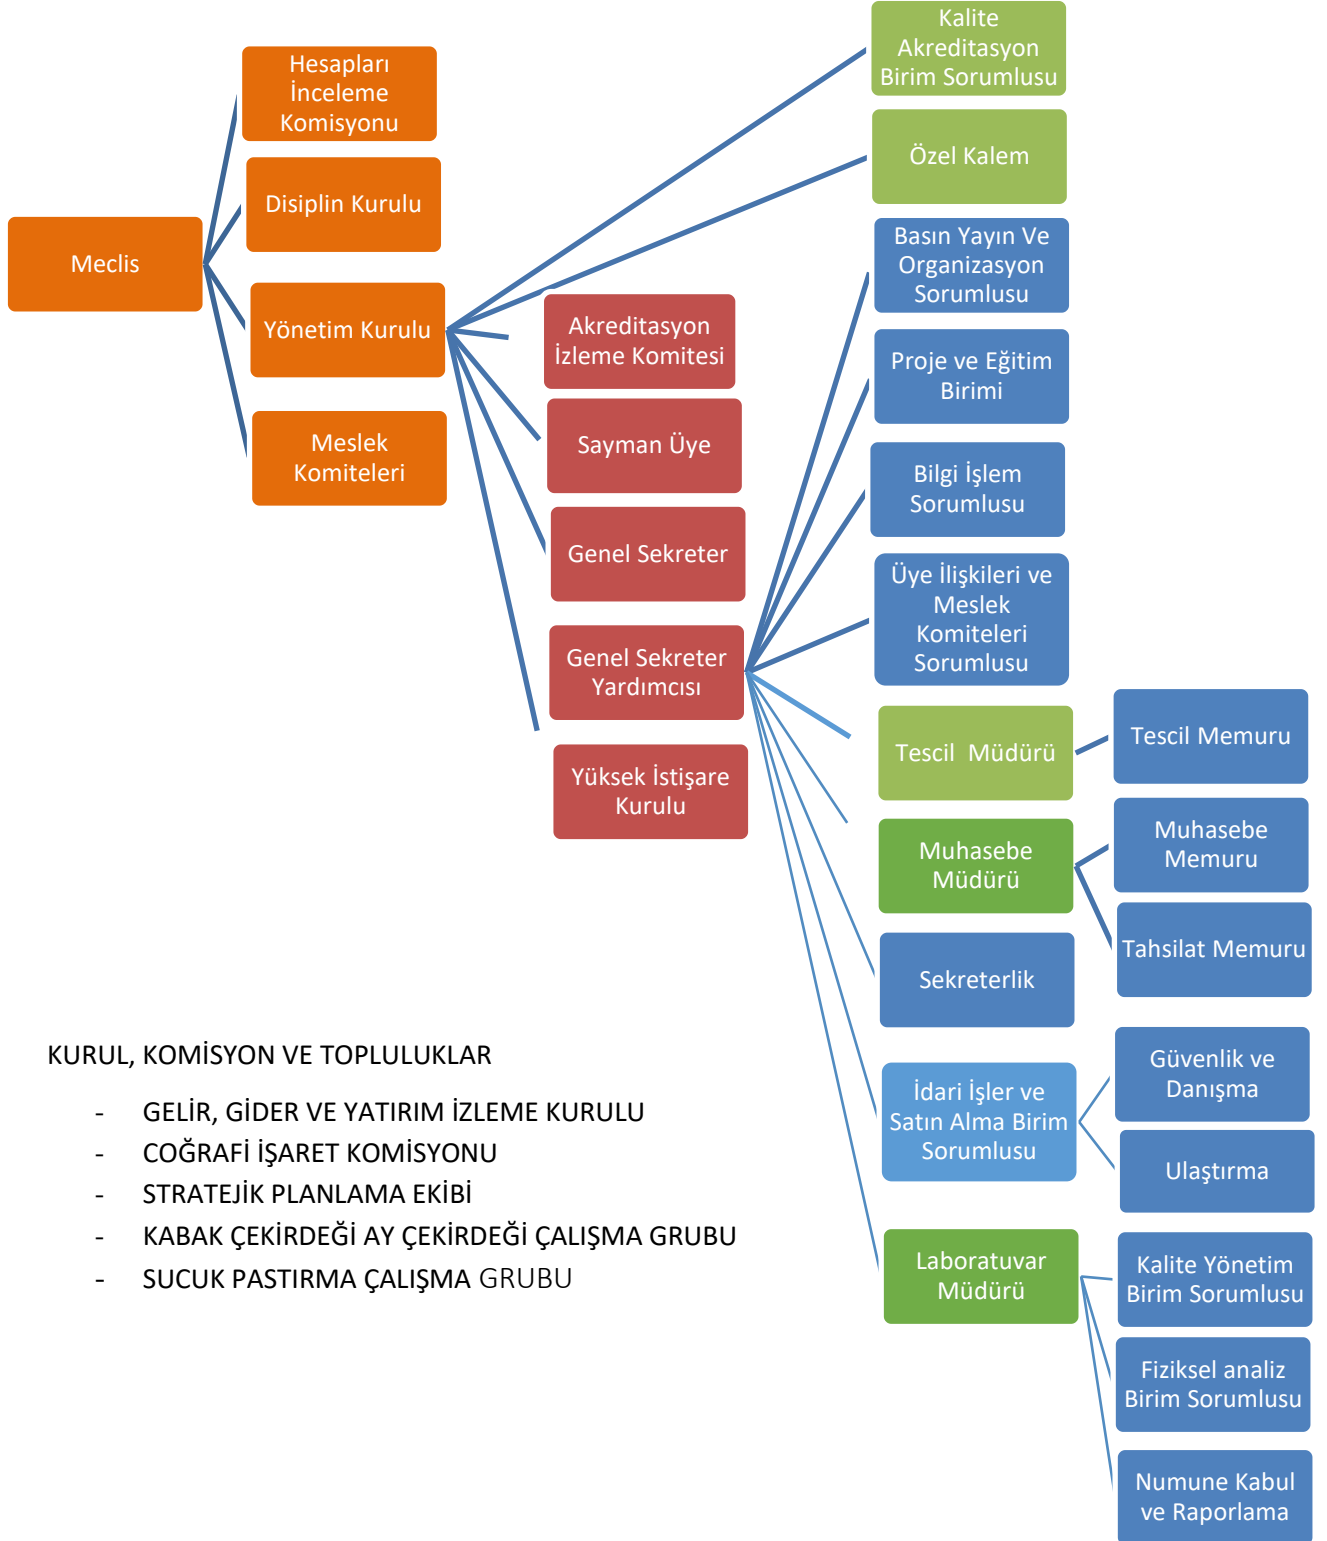 Kalite
Akreditasyon
Birim Sorumlusu
Hesapları
İnceleme
Komisyonu
Özel Kalem
Disiplin Kurulu
Meclis
Basın Yayın Ve
Organizasyon
Sorumlusu
Yönetim Kurulu
Akreditasyon
İzleme Komitesi
Proje ve Eğitim
Birimi
Meslek
Komiteleri
Sayman Üye
Bilgi İşlem
Sorumlusu
Genel Sekreter
Üye İlişkileri ve
Meslek
Komiteleri
Sorumlusu
Genel Sekreter
Yardımcısı
Yüksek İstişare
Kurulu
Tescil  Müdürü
Tescil Memuru
Muhasebe
Müdürü
Muhasebe
Memuru
Tahsilat Memuru
Sekreterlik
İdari İşler ve
Satın Alma Birim
Sorumlusu
Güvenlik ve
Danışma
Ulaştırma
Laboratuvar
Müdürü
Kalite Yönetim
Birim Sorumlusu
Fiziksel analiz
Birim Sorumlusu
Numune Kabul
ve Raporlama
KURUL, KOMİSYON VE TOPLULUKLAR
- GELİR, GİDER VE YATIRIM İZLEME KURULU
- COĞRAFİ İŞARET KOMİSYONU
- STRATEJİK PLANLAMA EKİBİ
- KABAK ÇEKİRDEĞİ AY ÇEKİRDEĞİ ÇALIŞMA GRUBU
- SUCUK PASTIRMA ÇALIŞMA GRUBU